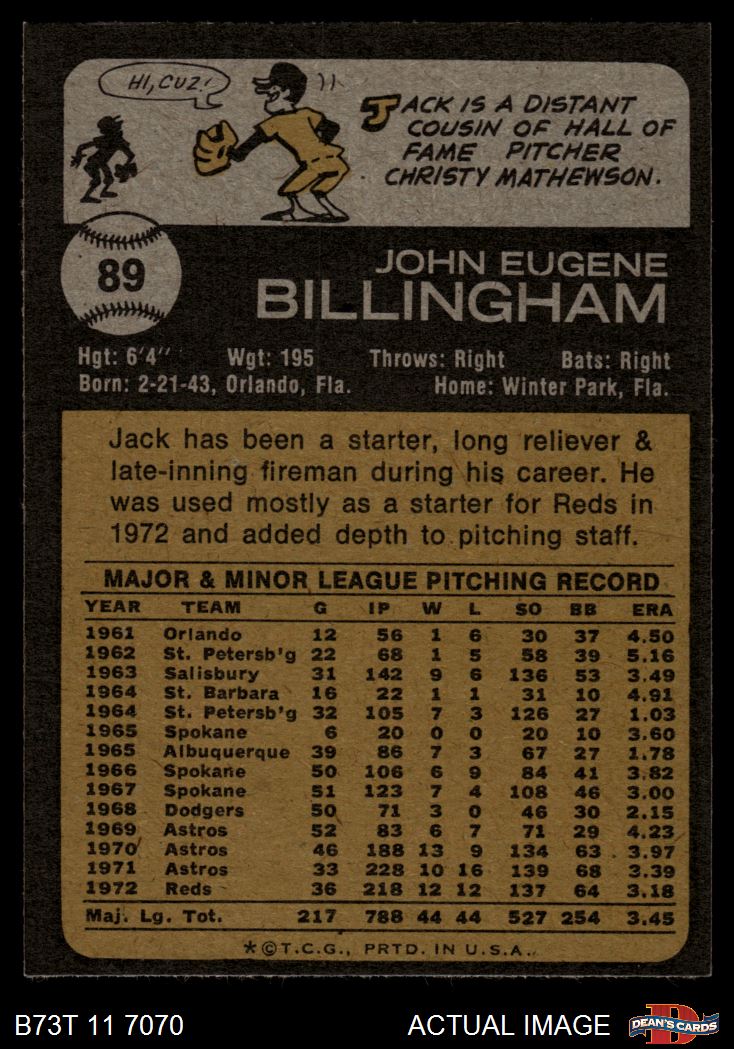 HI, CUZ!
JACK IS A DISTANT
COUSIN OF HALL OF
FAME PITCHER
CHRISTY MATHEWSON.
89
JOHN EUGENE
BILLINGHAM
Hgt: 6'4" Wgt: 195 Throws: Right Bats: Right
Born: 2-21-43, Orlando, Fla. Home: Winter Park, Fla.
Jack has been a starter, long reliever &
late-inning fireman during his career. He
was used mostly as a starter for Reds in
1972 and added depth to pitching staff.
MAJOR & MINOR LEAGUE PITCHING RECORD
YEAR TEAM G IP W L SO BB ERA
1961 Orlando 12 56 1 6 30 37 4.50
1962 St. Petersb'g 22 68 1 5 58 39 5.16
1963 Salisbury 31 142 9 6 136 53 3.49
1964 St. Barbara 16 22 1 1 31 10 4.91
1964 St. Petersb'g 32 105 7 3 126 27 1.03
1965 Spokane 6 20 0 0 20 10 3.60
1965 Albuquerque 39 86 7 3 67 27 1.78
1966 Spokane 50 106 6 9 84 41 3.82
1967 Spokane 51 123 7 4 108 46 3.00
1968 Dodgers 50 71 3 0 46 30 2.15
1969 Astros 52 83 6 7 71 29 4.23
1970 Astros 46 188 13 9 134 63 3.97
1971 Astros 33 228 10 16 139 68 3.39
1972 Reds 36 218 12 12 137 64 3.18
Maj. Lg. Tot. 217 788 44 44 527 254 3.45
*©T.C.G., PRTD. IN U.S.A.
B73T 11 7070 ACTUAL IMAGE
D
DEAN'S CARDS